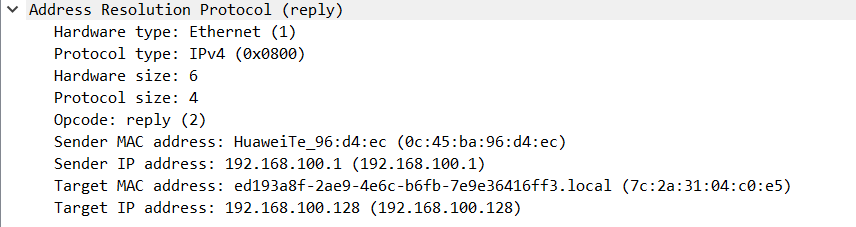 Address Resolution Protocol (reply)
Hardware type: Ethernet (1)
Protocol type: IPv4 (0x0800)
Hardware size: 6
Protocol size: 4
Opcode: reply (2)
Sender MAC address: HuaweiTe_96:d4:ec (0c:45:ba:96:d4:ec)
Sender IP address: 192.168.100.1 (192.168.100.1)
Target MAC address: ed193a8f-2ae9-4e6c-b6fb-7e9e36416ff3.local (7c:2a:31:04:c0:e5)
Target IP address: 192.168.100.128 (192.168.100.128)